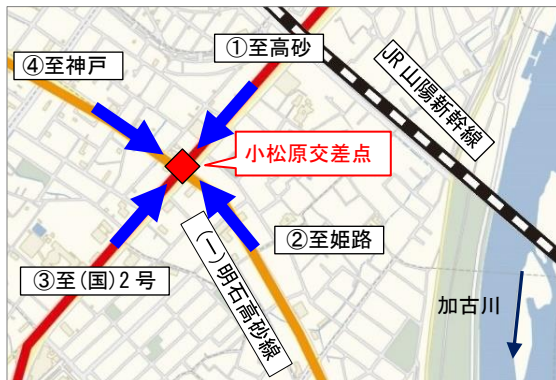 ①至高砂
④至神戸
JR山陽新幹線
小松原交差点
②至姫路
③至(国)2号
(一)明石高砂線
加古川